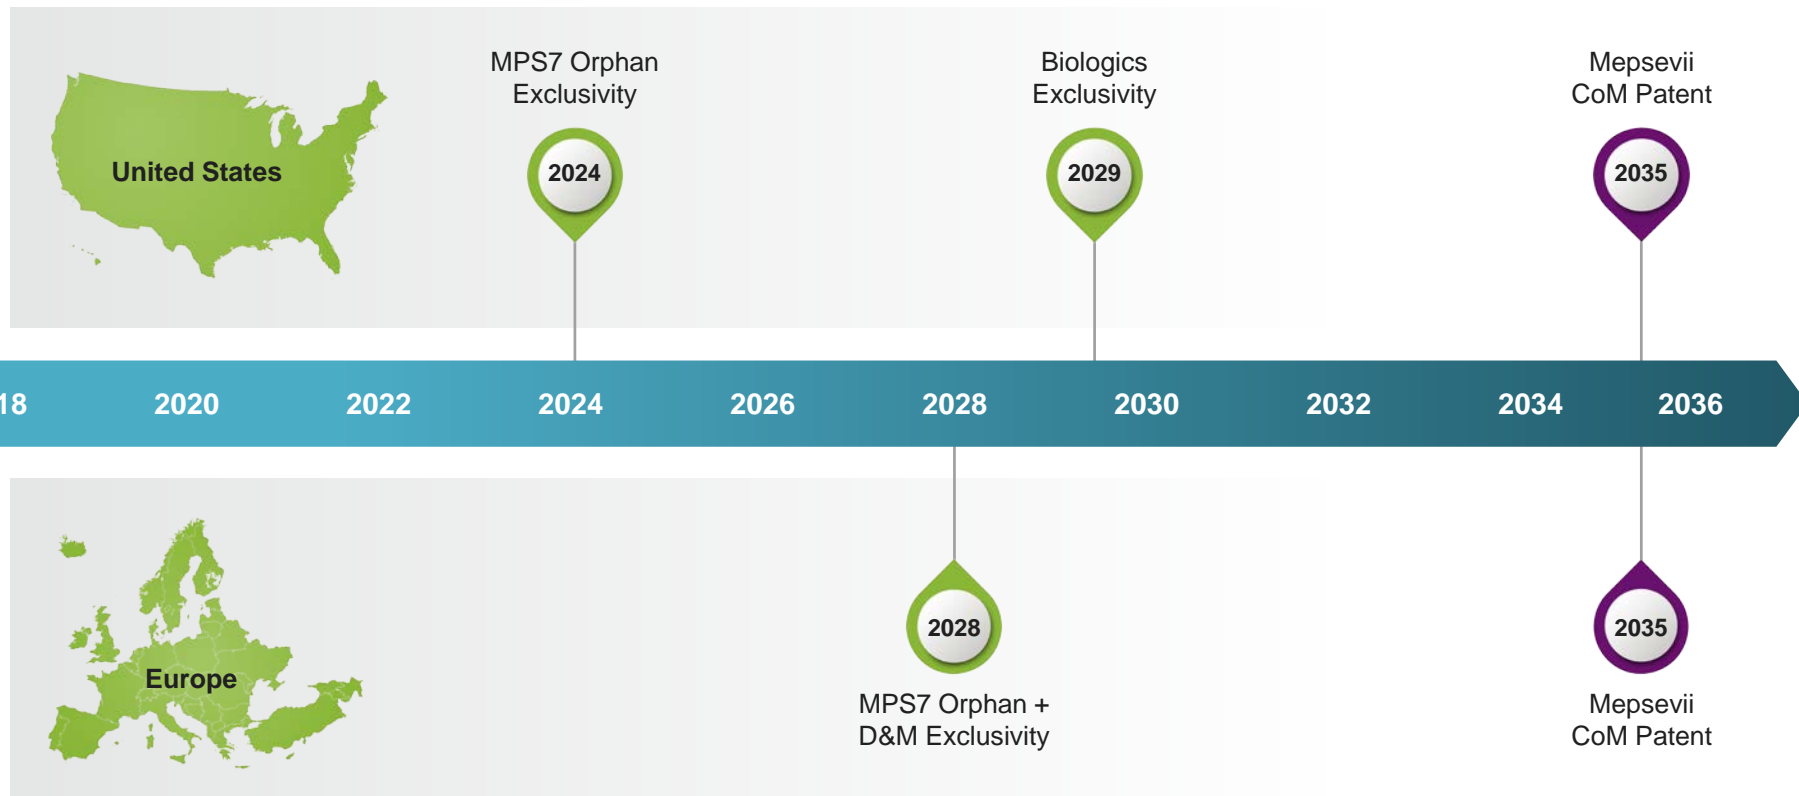 MPS7 Orphan
Exclusivity
Biologics
Exclusivity
Mepsevii
CoM Patent
United States
2024
2029
2035
18
2020
2022
2024
2026
2028
2030
2032
2034
2036
Europe
2028
2035
MPS7 Orphan +
D&M Exclusivity
Mepsevii
CoM Patent